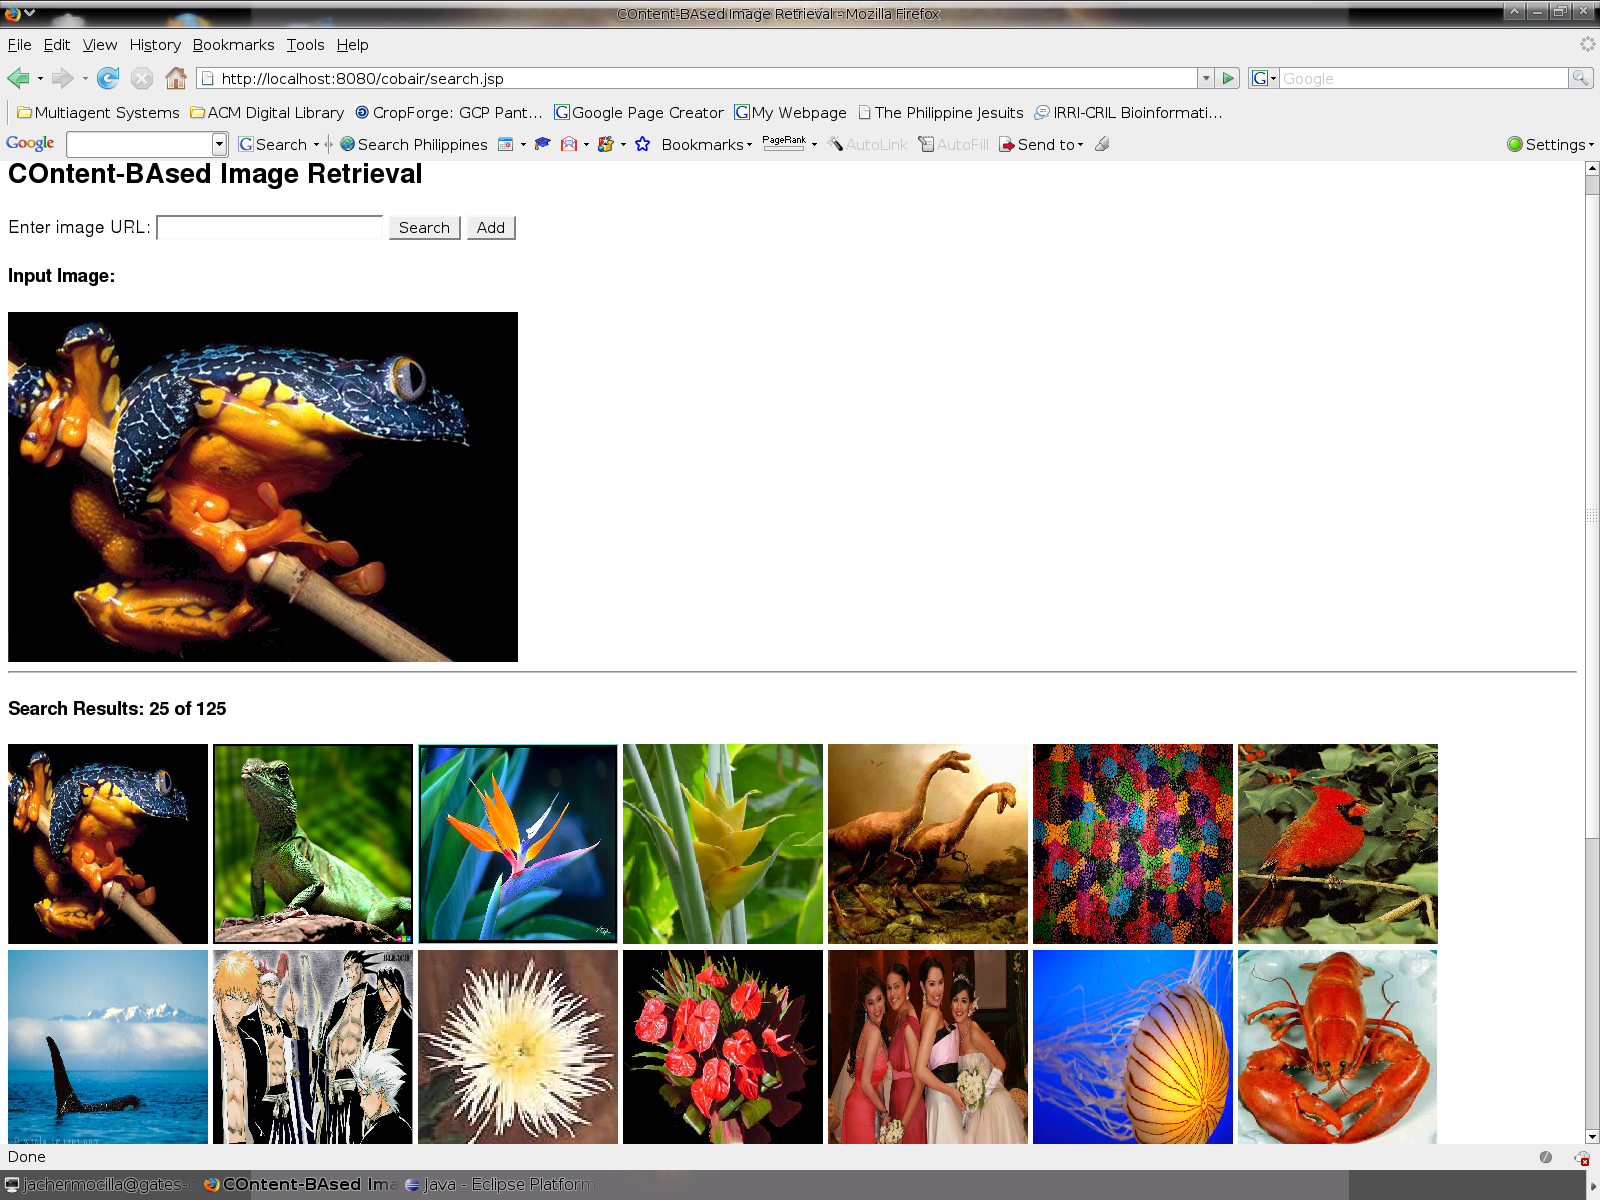 COntent-BAsed Image Retrieval - Mozilla Firefox
File Edit View History Bookmarks Tools Help
http://localhost:8080/cobair/search.jsp
G Google
Multiagent Systems ACM Digital Library CropForge: GCP Pant... Google Page Creator My Webpage The Philippine Jesuits IRRI-CRIL Bioinformati...
Google Search Search Philippines Bookmarks PageRank AutoLink AutoFill Send to Settings
COntent-BAsed Image Retrieval
Enter image URL: Search Add
Input Image:
Search Results: 25 of 125
BLEACH
Done
jachermocilla@gates- COntent-BAsed Ima Java - Eclipse Platform